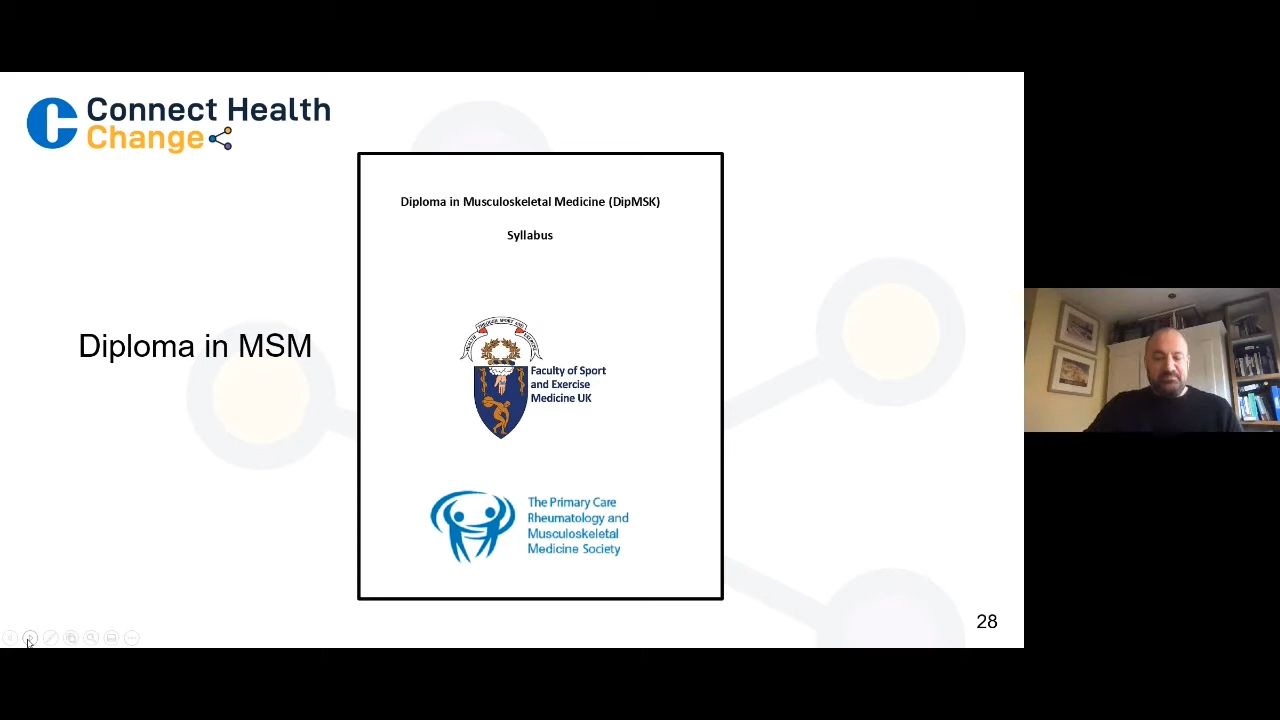 Connect Health
Change
Diploma in Musculoskeletal Medicine (DipMSK)
Syllabus
Diploma in MSM
Faculty of Sport
and Exercise
Medicine UK
The Primary Care
Rheumatology and
Musculoskeletal
Medicine Society
28